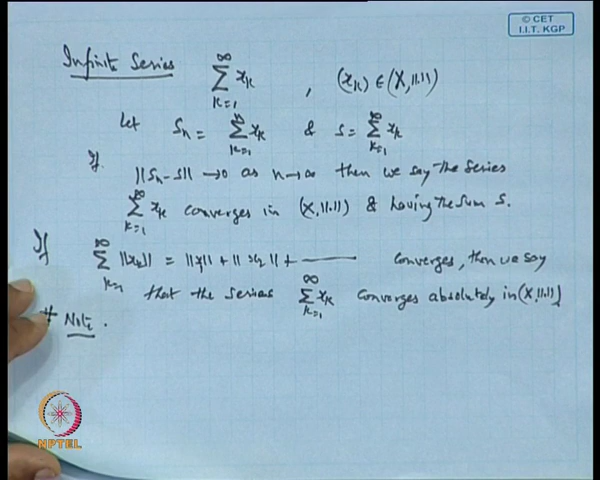 © CET
I.I.T. KGP
Infinite Series ∑_{k=1}^{∞} x_k , (x_k) ∈ (X, ||.||)
Let S_n = ∑_{k=1}^{n} x_k & S = ∑_{k=1}^{∞} x_k
If ||S_n - S|| → 0 as n → ∞ then we say the series
∑_{k=1}^{∞} x_k converges in (X, ||.||) & having the sum S.
If ∑_{k=1}^{∞} ||x_k|| = ||x_1|| + ||x_2|| + ——— converges, then we say
that the series ∑_{k=1}^{∞} x_k converges absolutely in (X, ||.||)
# Note.
NPTEL